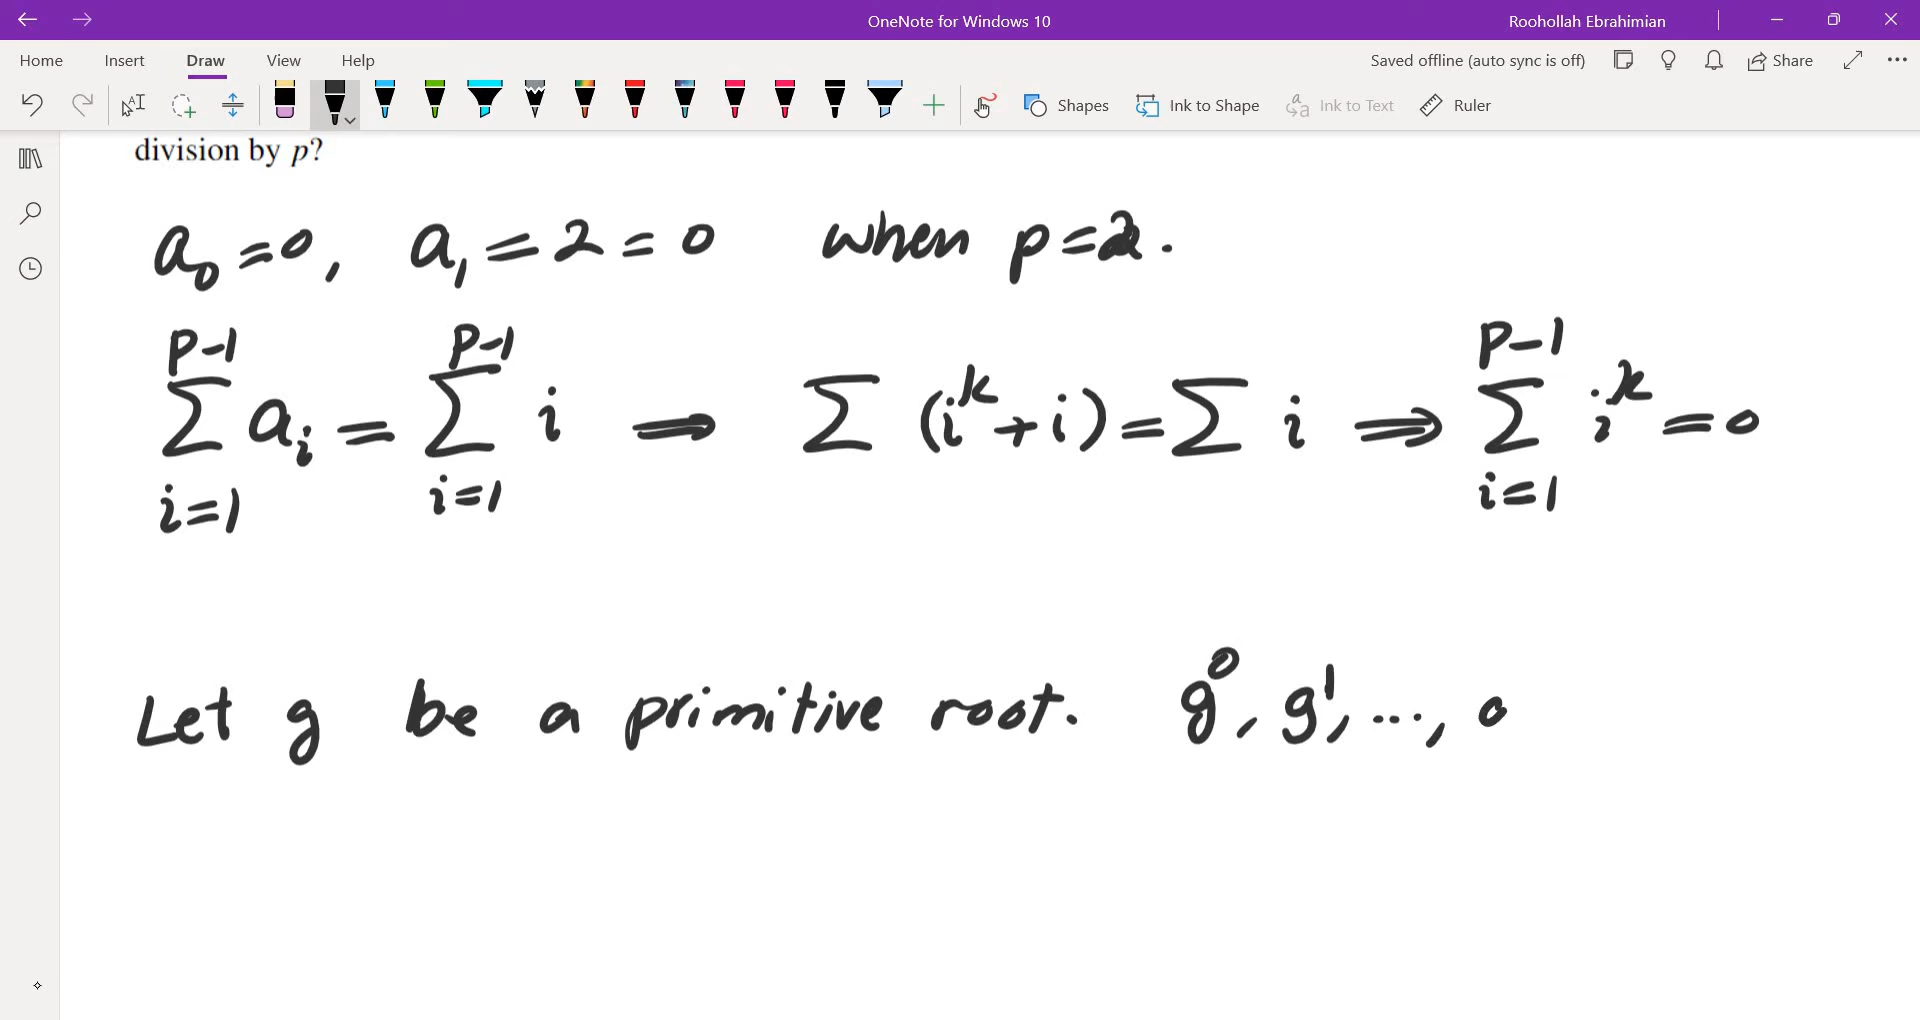 OneNote for Windows 10
Roohollah Ebrahimian
Home Insert Draw View Help
Saved offline (auto sync is off) Share
Shapes Ink to Shape Ink to Text Ruler
division by p?
a₀ = 0, a₁ = 2 = 0 when p = 2.
∑_{i=1}^{p-1} a_i = ∑_{i=1}^{p-1} i ⟹ ∑ (i^k + i) = ∑ i ⟹ ∑_{i=1}^{p-1} i^k = 0
Let g be a primitive root. g^0, g^1, ...,